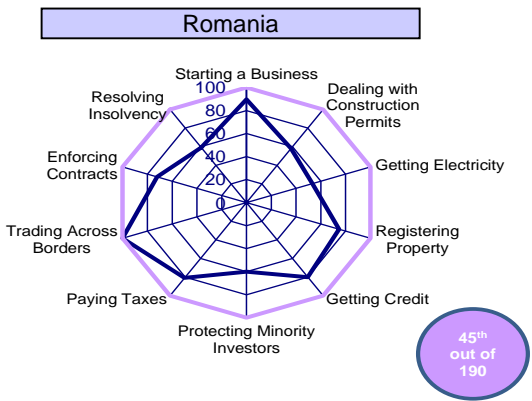 Romania
Starting a Business
Dealing with
Construction
Permits
Getting Electricity
Registering
Property
Getting Credit
Protecting Minority
Investors
Paying Taxes
Trading Across
Borders
Enforcing
Contracts
Resolving
Insolvency
100
80
60
40
20
0
45th
out of
190